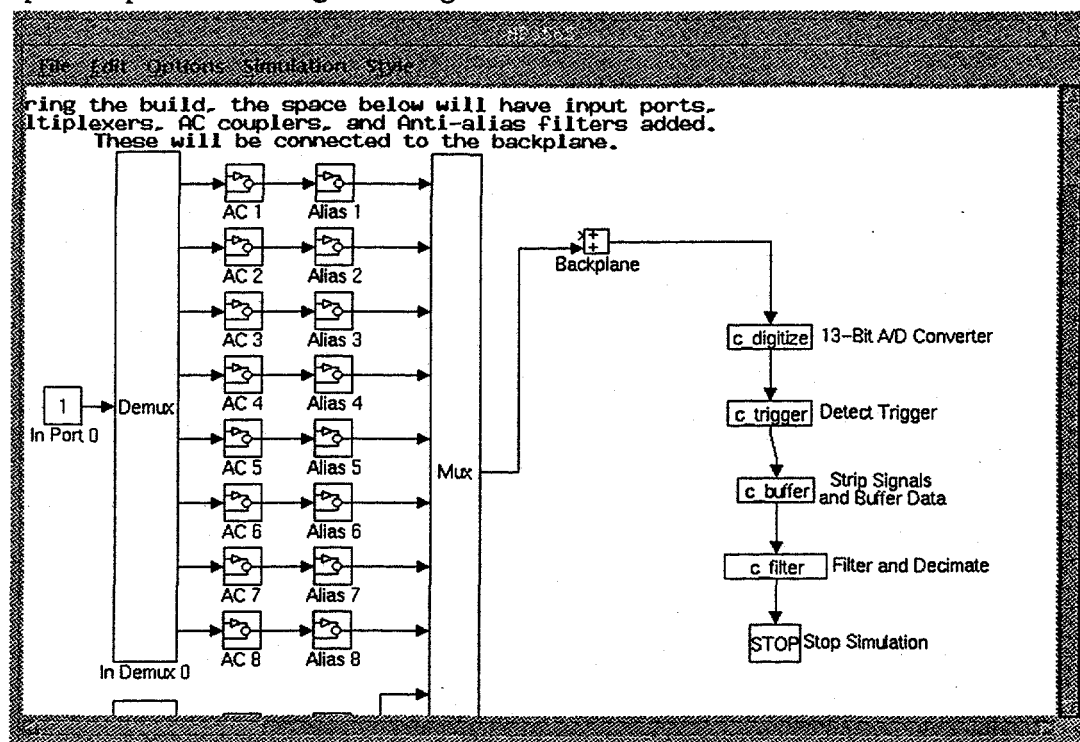 File Edit Options Simulation Style
ring the build, the space below will have input ports,
ltiplexers, AC couplers, and Anti-alias filters added.
These will be connected to the backplane.
AC 1 Alias 1
x + +
Backplane
AC 2 Alias 2
AC 3 Alias 3
c_digitize 13-Bit A/D Converter
1 Demux AC 4 Alias 4
In Port 0
c_trigger Detect Trigger
AC 5 Alias 5
Mux
c_buffer Strip Signals
and Buffer Data
AC 6 Alias 6
c_filter Filter and Decimate
AC 7 Alias 7
STOP Stop Simulation
AC 8 Alias 8
In Demux 0